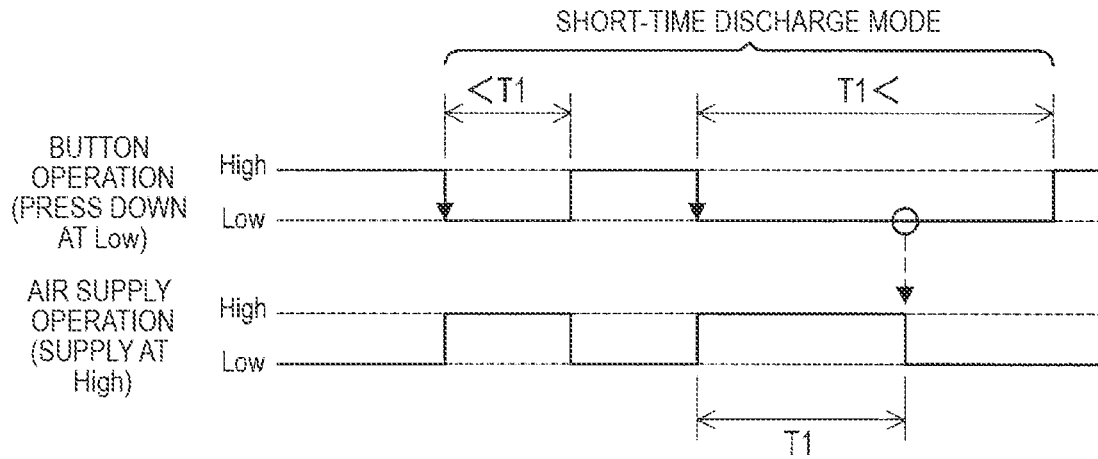 SHORT-TIME DISCHARGE MODE
<T1
T1<
BUTTON
OPERATION
(PRESS DOWN
AT Low)
High
Low
AIR SUPPLY
OPERATION
(SUPPLY AT
High)
High
Low
T1